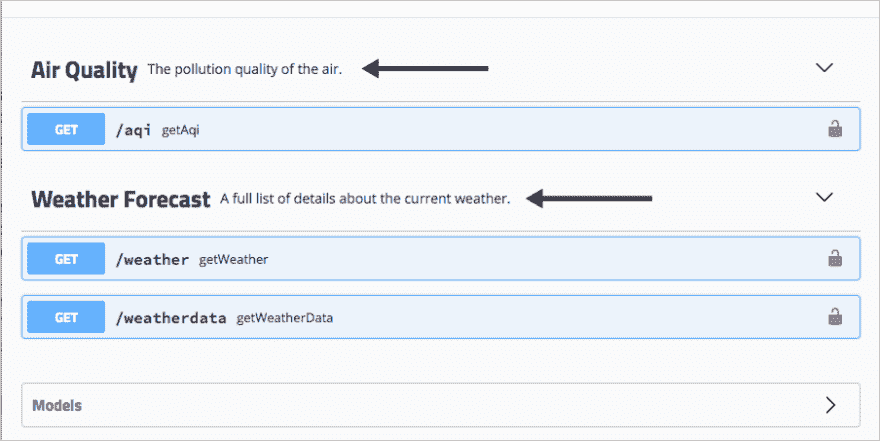 Air Quality The pollution quality of the air.
GET /aqi getAqi
Weather Forecast A full list of details about the current weather.
GET /weather getWeather
GET /weatherdata getWeatherData
Models